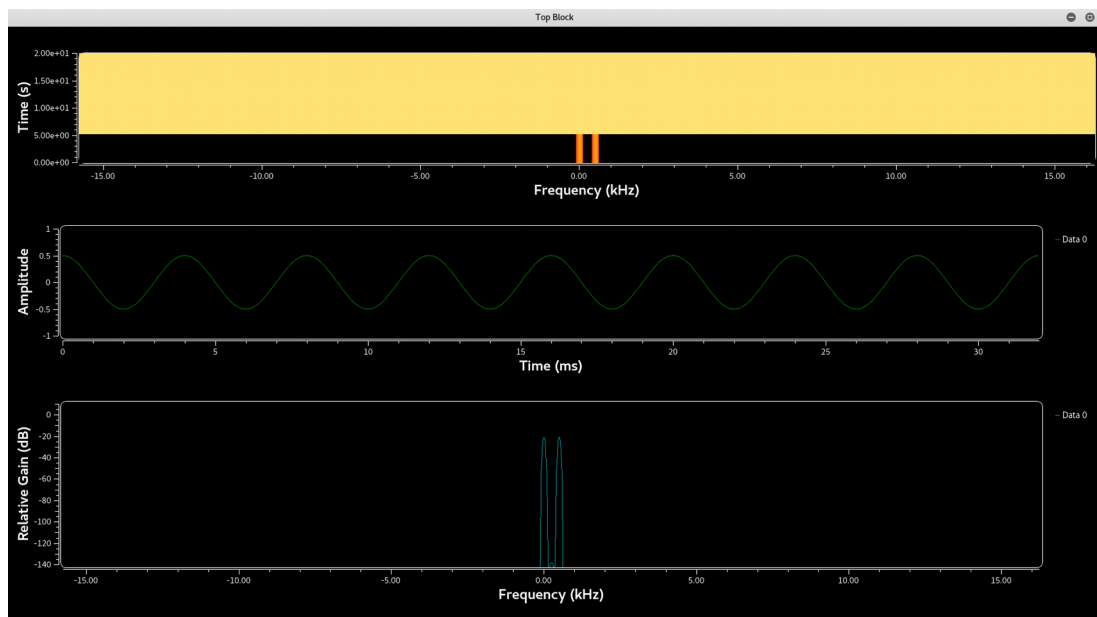 Top Block
Time (s)
2.00e+01
1.50e+01
1.00e+01
5.00e+00
0.00e+00
-15.00 -10.00 -5.00 0.00 5.00 10.00 15.00
Frequency (kHz)
Amplitude
1
0.5
0
-0.5
-1
Data 0
0 5 10 15 20 25 30
Time (ms)
Relative Gain (dB)
0
-20
-40
-60
-80
-100
-120
-140
Data 0
-15.00 -10.00 -5.00 0.00 5.00 10.00 15.00
Frequency (kHz)